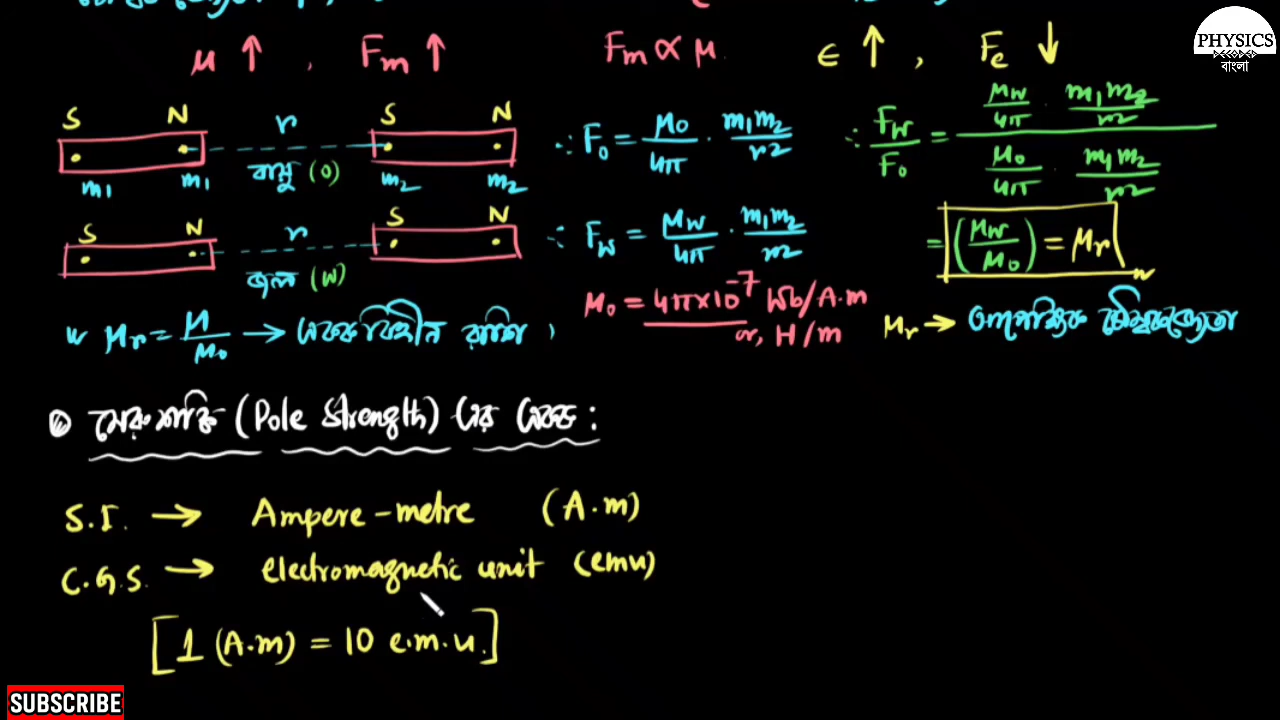 PHYSICS
বাংলা
μ ↑ , Fm ↑ Fm ∝ μ ϵ ↑ , Fe ↓
S N r S N
m1 m1 বায়ু (0) m2 m2
∴ F0 = μ0/4π · m1m2/r2
∴ Fw/F0 = (μw/4π · m1m2/r2) / (μ0/4π · m1m2/r2)
S N r S N
জল (W)
∴ Fw = μw/4π · m1m2/r2
= (μw/μ0) = μr
μr = μ/μ0 → এককবিহীন রাশি ।
μ0 = 4π×10-7 Wb/A.m
or, H/m
μr → আপেক্ষিক চৌম্বকভেদ্যতা
মেরুশক্তি (Pole Strength) এর একক :
S.I. → Ampere-metre (A.m)
C.G.S. → electromagnetic unit (emu)
[1 (A.m) = 10 e.m.u.]
SUBSCRIBE